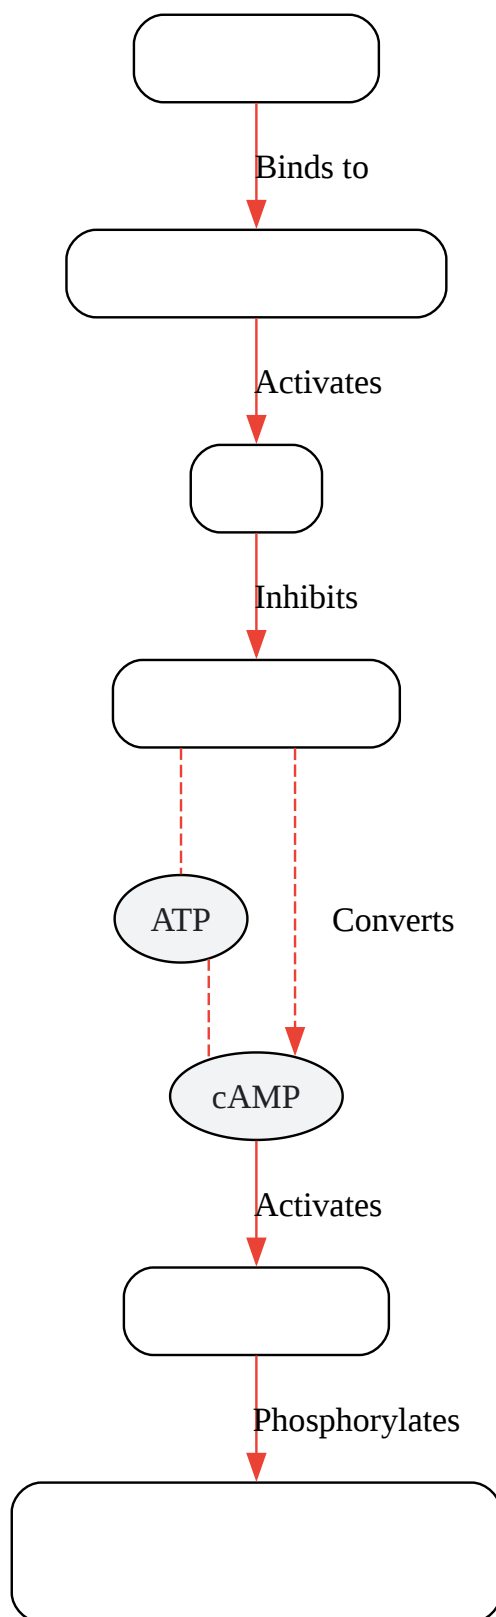 Binds to
Activates
Inhibits
ATP
Converts
cAMP
Activates
Phosphorylates